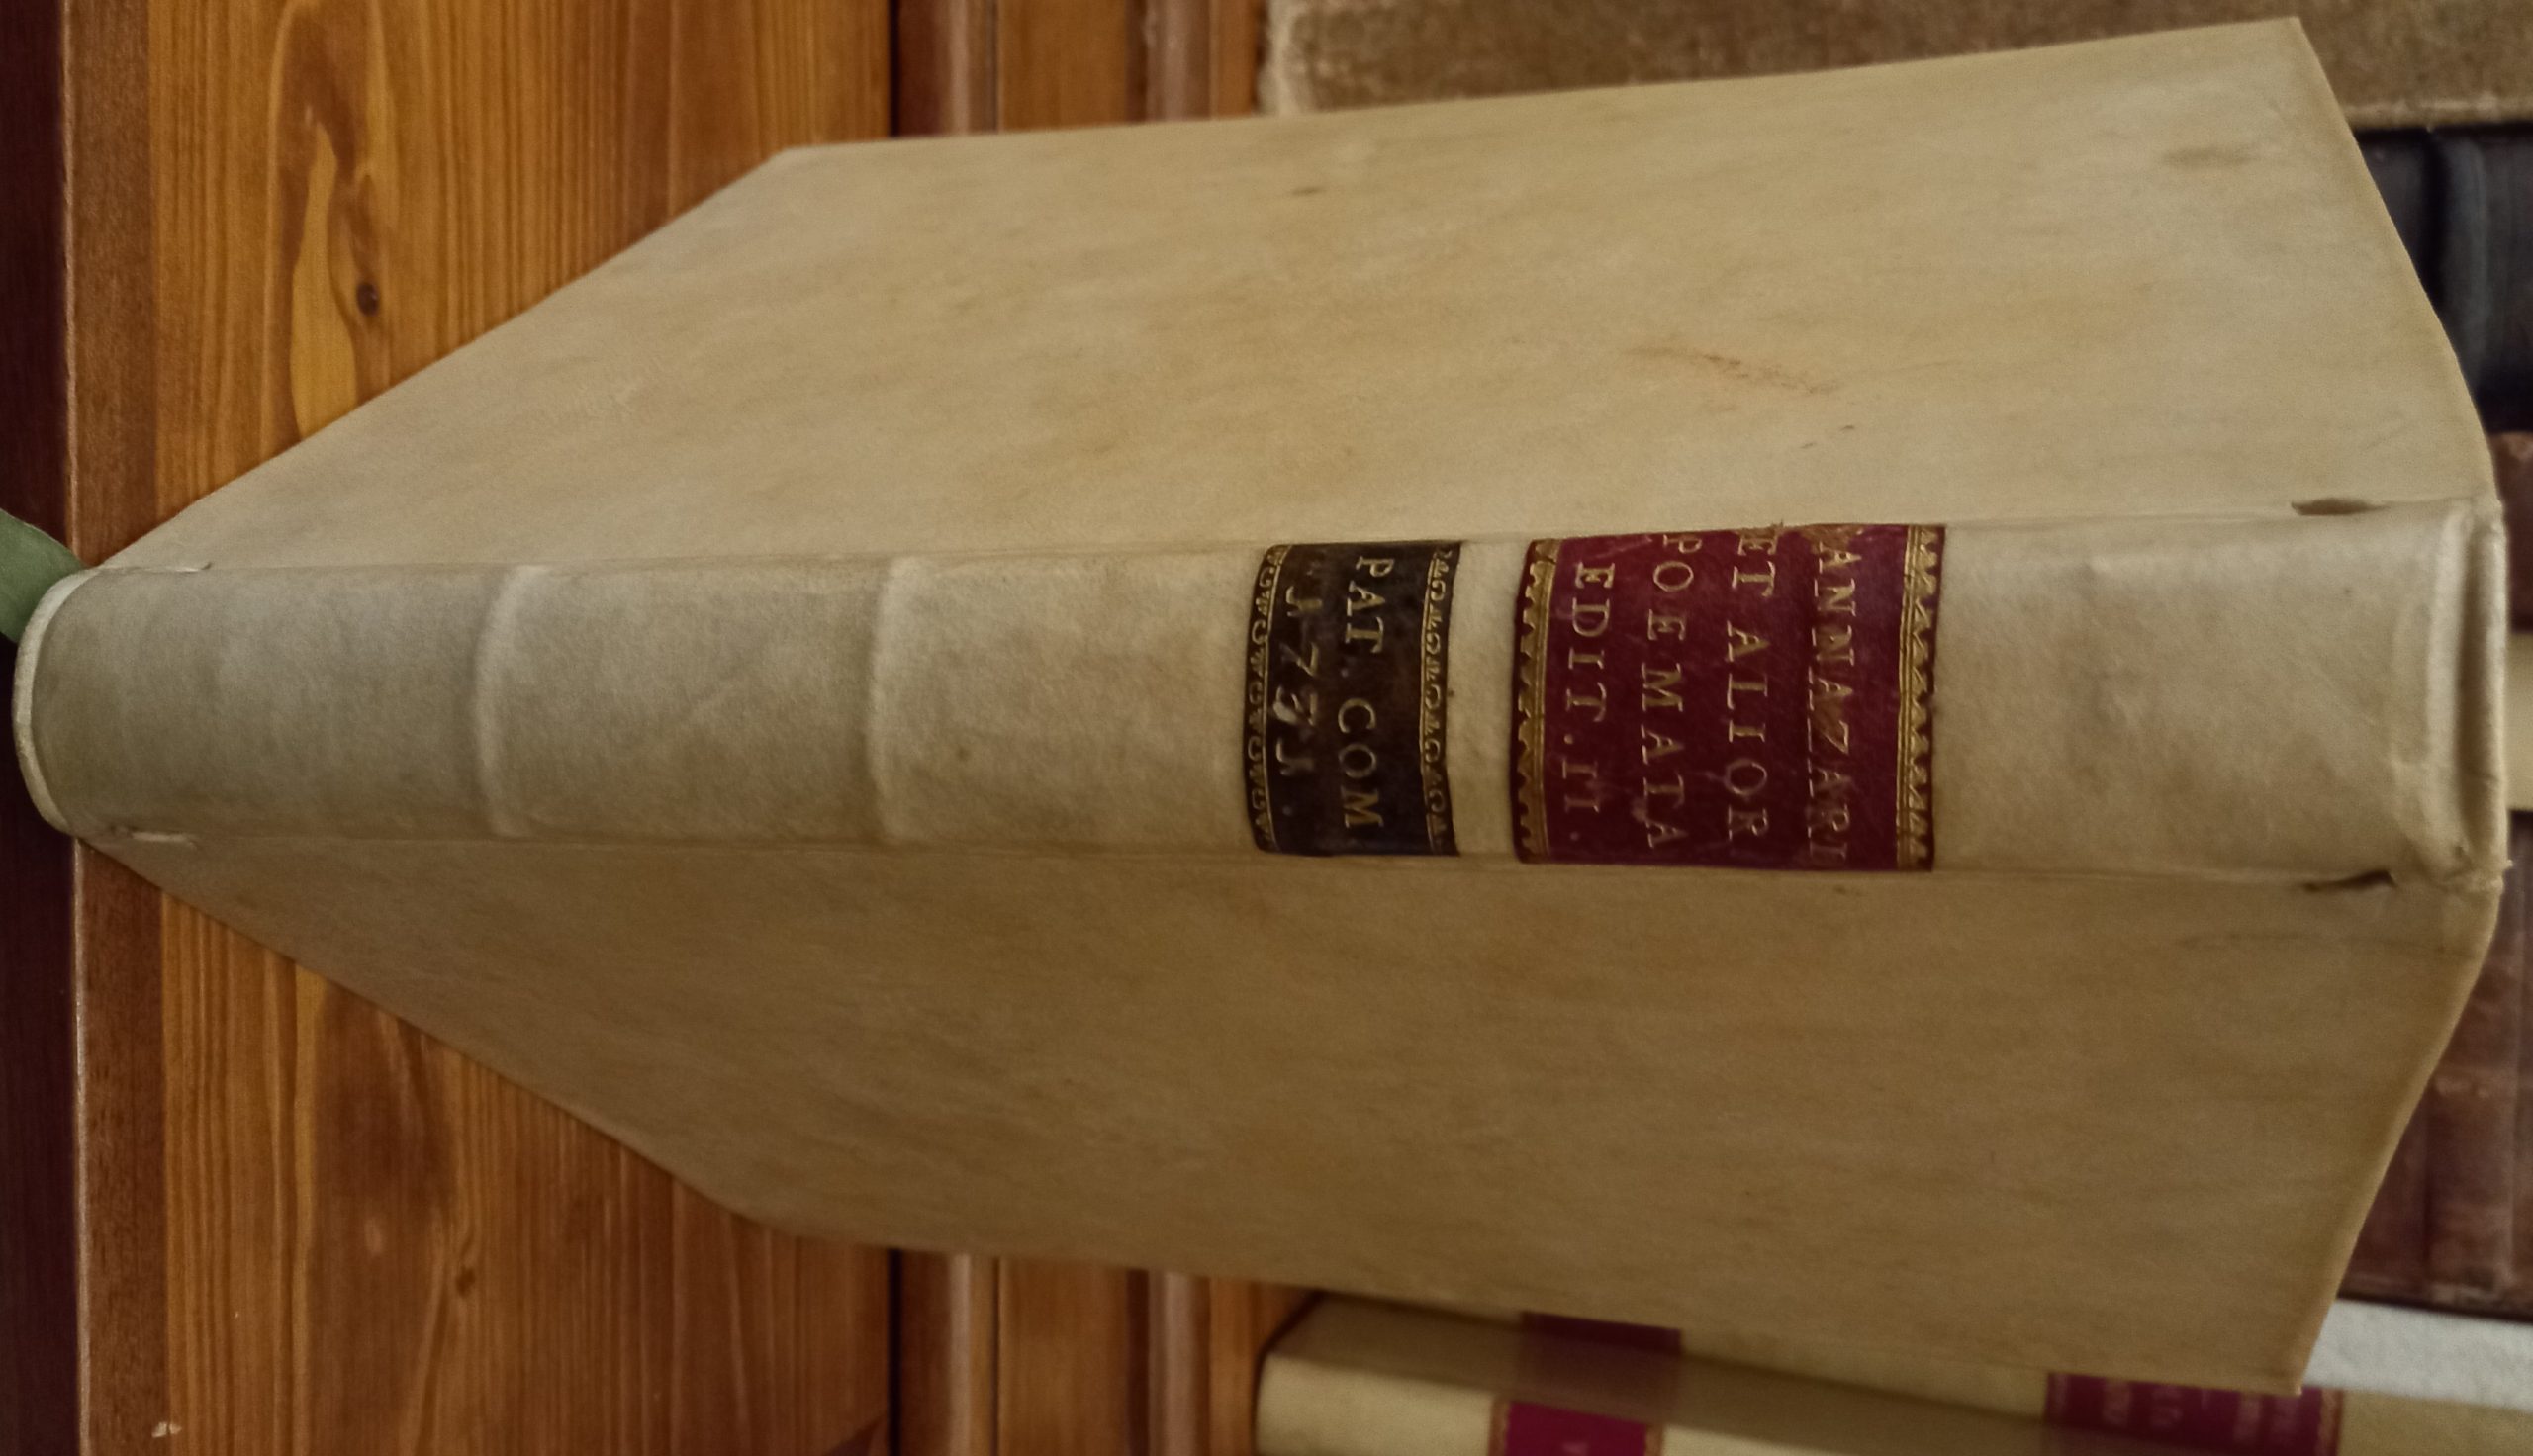 ANNAZARI
ET ALIOR
POEMATA
EDIT. II.
PAT. COM
1731.